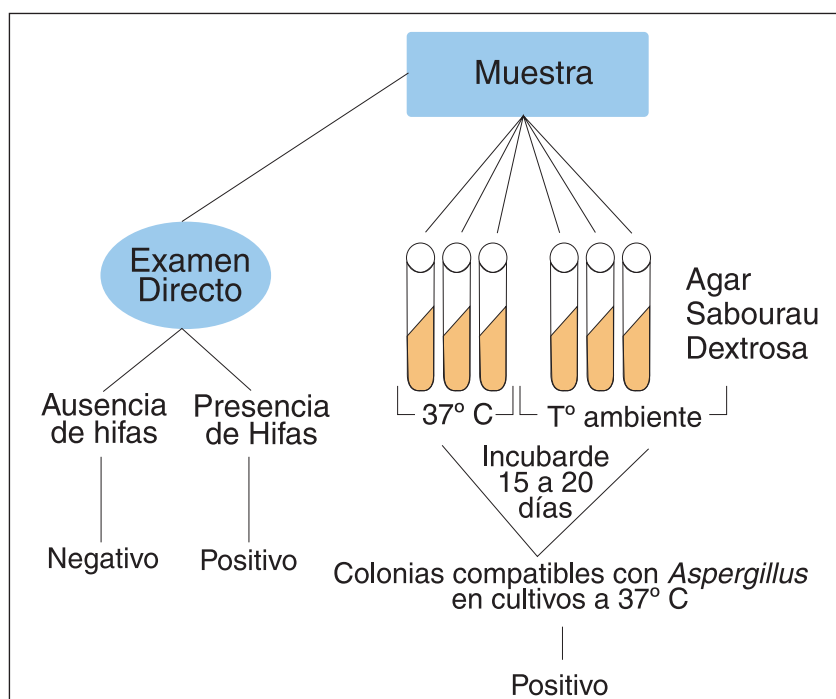 Muestra
Examen
Directo
Ausencia
de hifas
Presencia
de Hifas
Negativo
Positivo
Agar
Sabourau
Dextrosa
37º C
Tº ambiente
Incubarde
15 a 20
días
Colonias compatibles con Aspergillus
en cultivos a 37º C
Positivo